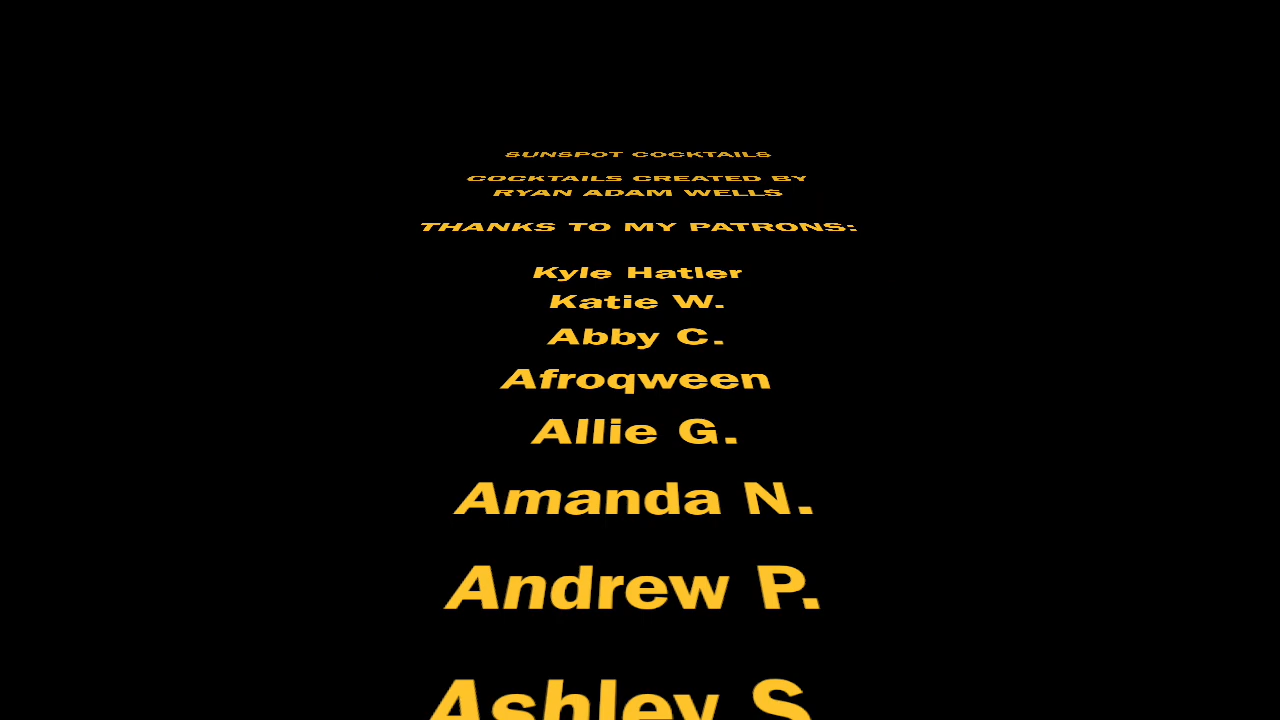 SUNSPOT COCKTAILS
COCKTAILS CREATED BY
RYAN ADAM WELLS
THANKS TO MY PATRONS:
Kyle Hatler
Katie W.
Abby C.
Afroqween
Allie G.
Amanda N.
Andrew P.
Ashley S.